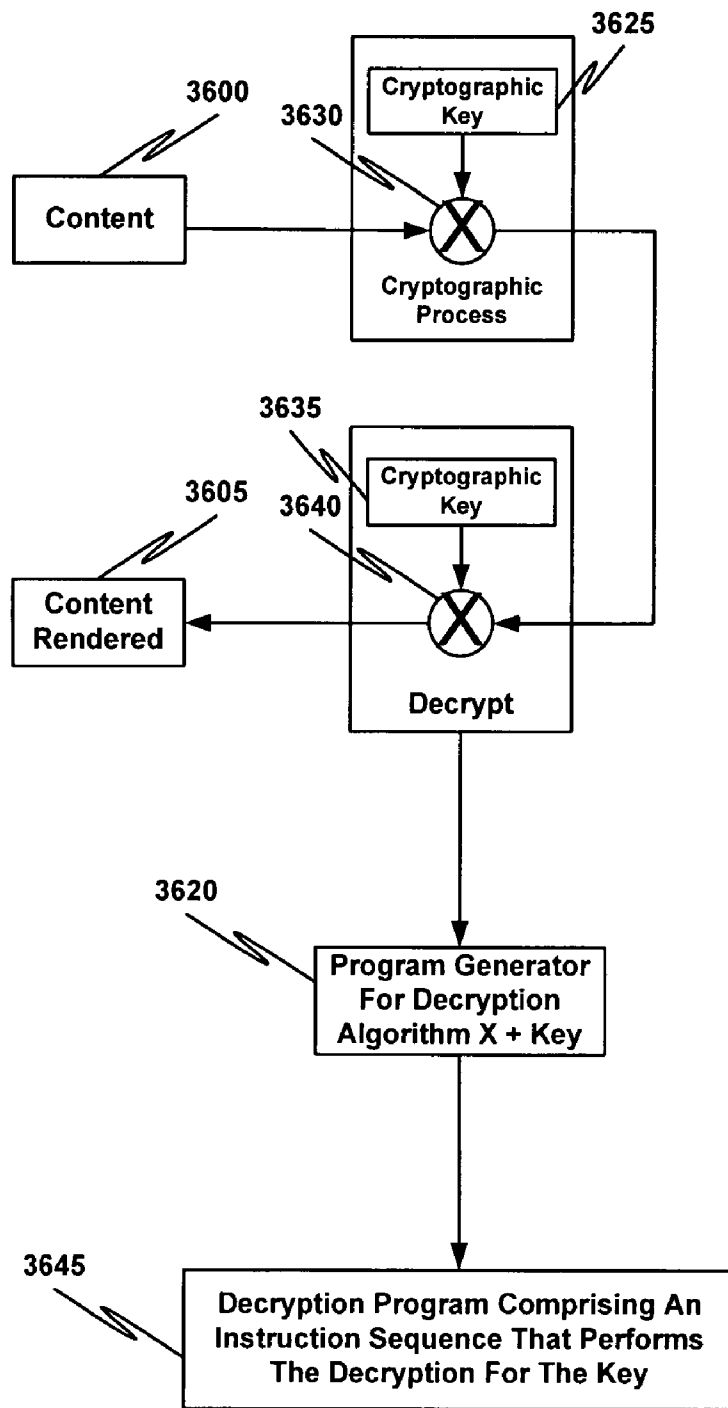 3625
Cryptographic
Key
3600
3630
Content
X
Cryptographic
Process
3635
Cryptographic
Key
3605
3640
Content
Rendered
X
Decrypt
3620
Program Generator
For Decryption
Algorithm X + Key
3645
Decryption Program Comprising An
Instruction Sequence That Performs
The Decryption For The Key